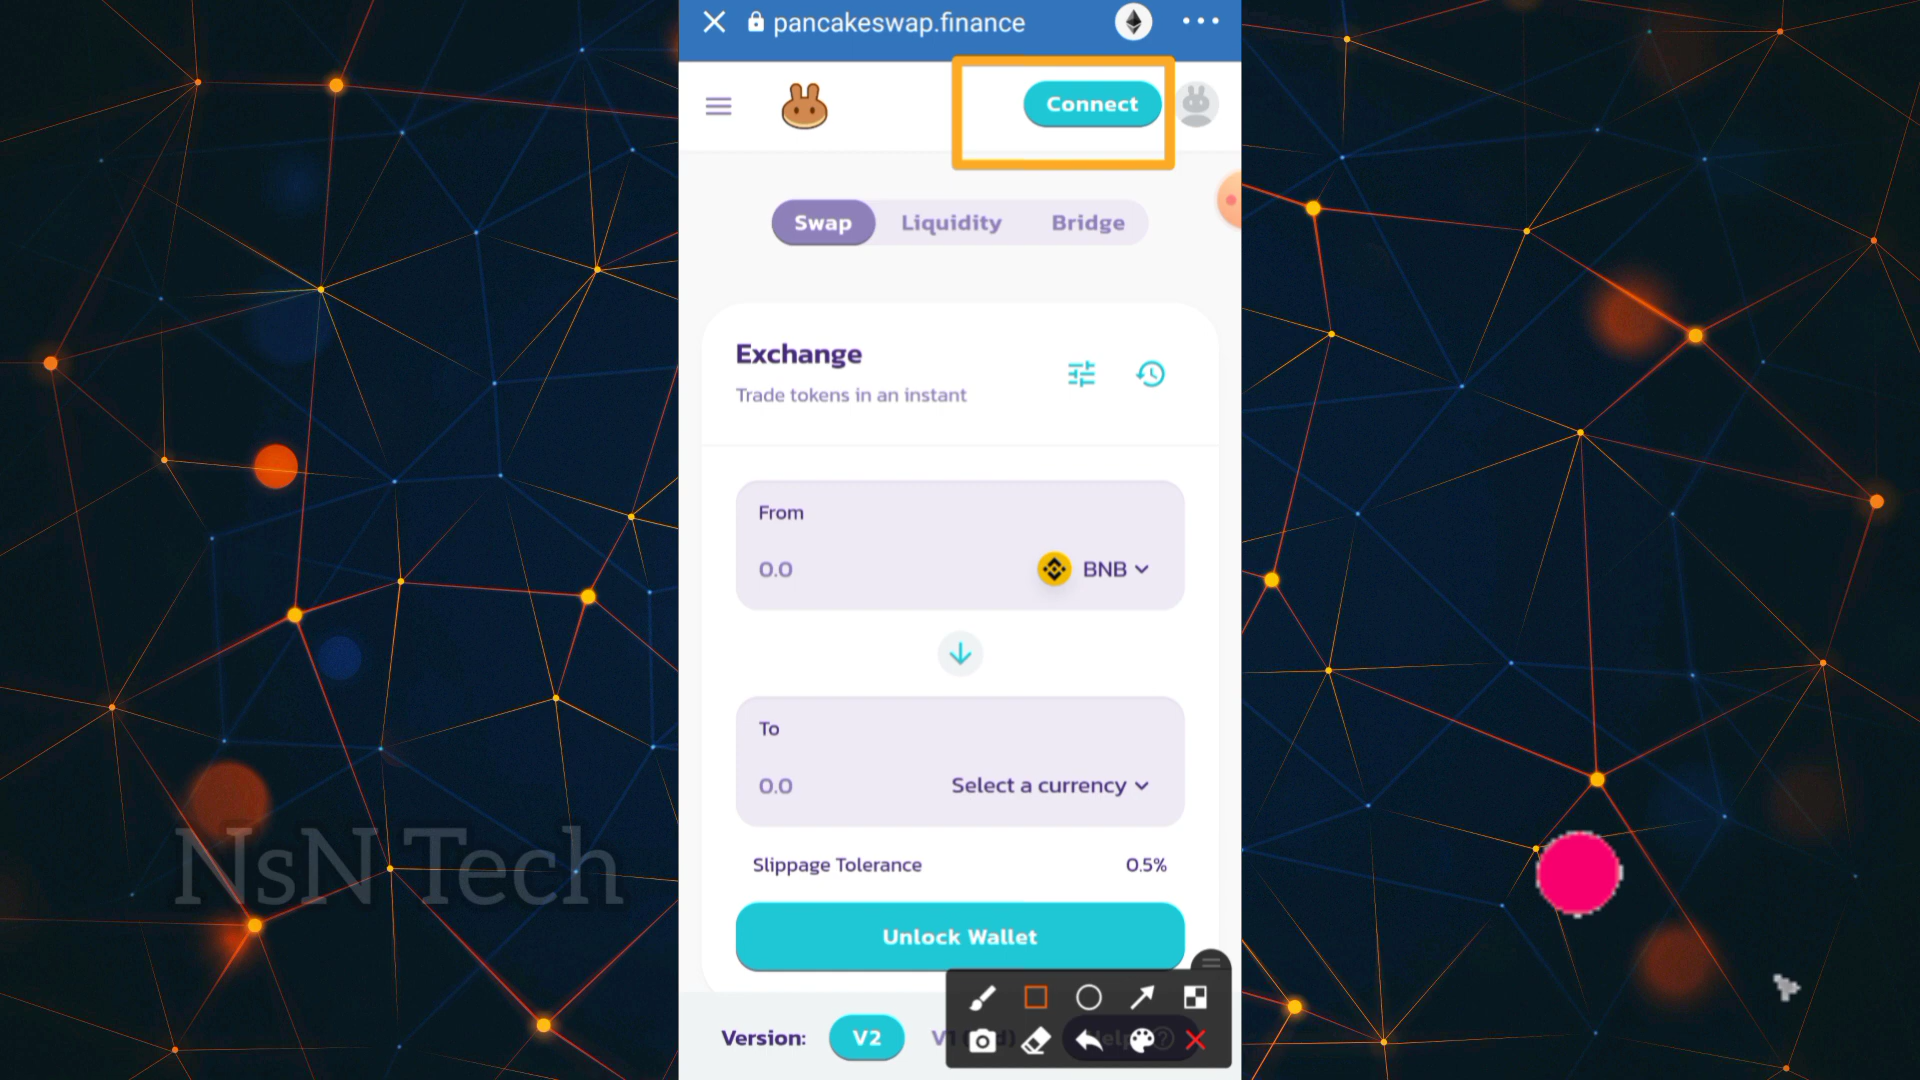 pancakeswap.finance
Connect
Swap Liquidity Bridge
Exchange
Trade tokens in an instant
From
0.0 BNB
To
0.0 Select a currency
Slippage Tolerance 0.5%
Unlock Wallet
Version: V2
NsN Tech